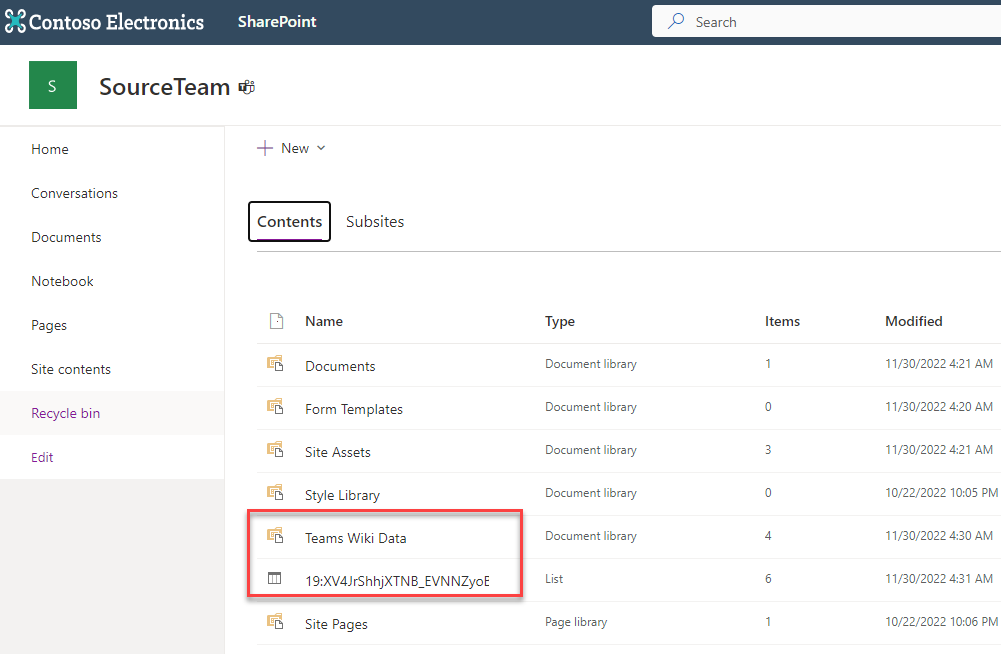 Contoso Electronics SharePoint Search
S SourceTeam
Home
Conversations
Documents
Notebook
Pages
Site contents
Recycle bin
Edit
New
Contents Subsites
Name Type Items Modified
Documents Document library 1 11/30/2022 4:21 AM
Form Templates Document library 0 11/30/2022 4:20 AM
Site Assets Document library 3 11/30/2022 4:21 AM
Style Library Document library 0 10/22/2022 10:05 PM
Teams Wiki Data Document library 4 11/30/2022 4:30 AM
19:XV4JrShhjXTNB_EVNNZyoE List 6 11/30/2022 4:31 AM
Site Pages Page library 1 10/22/2022 10:06 PM